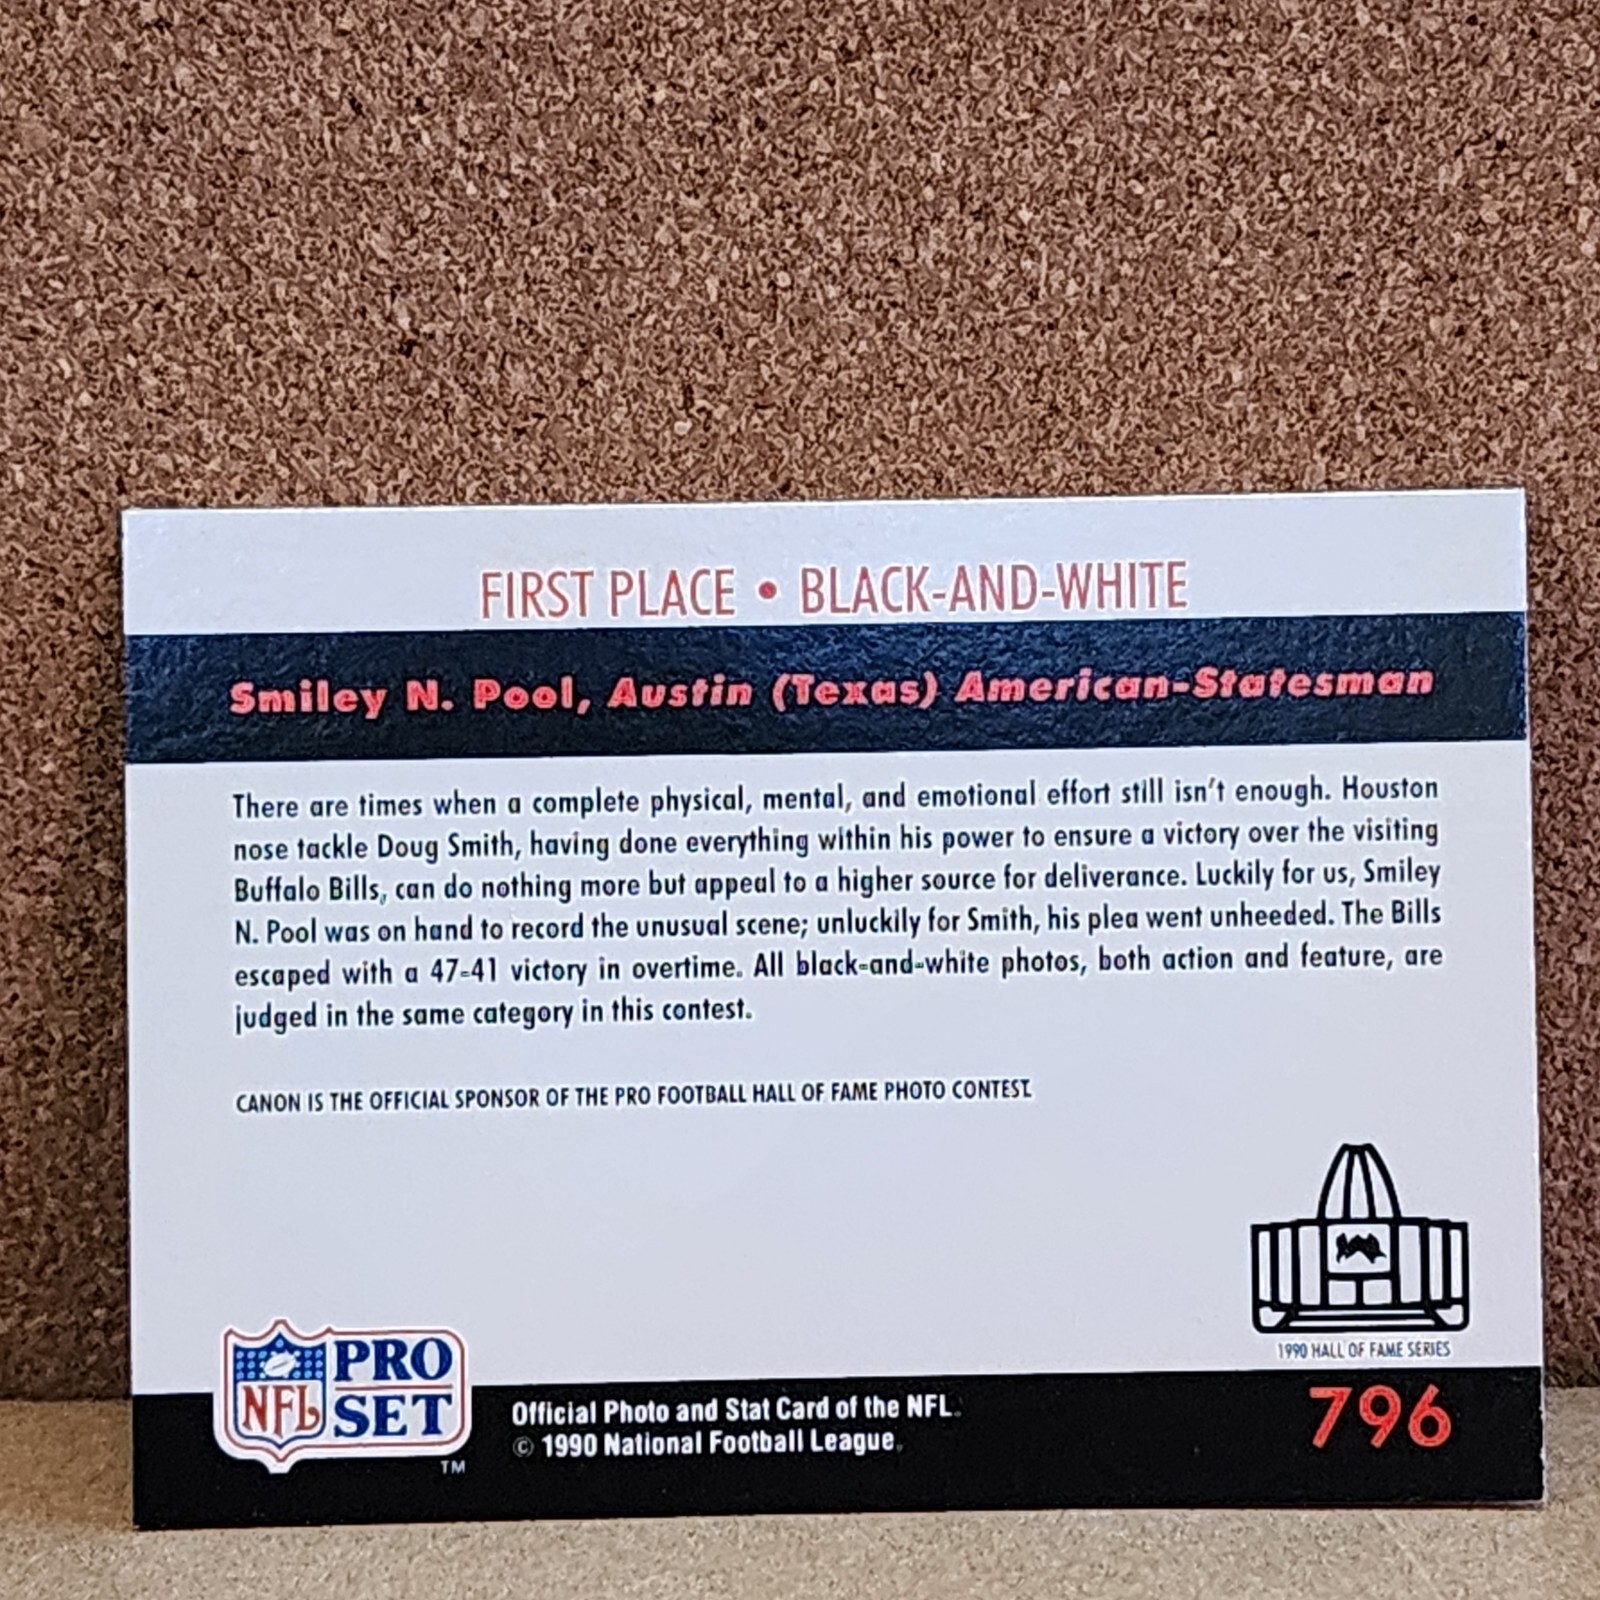 FIRST PLACE • BLACK-AND-WHITE
Smiley N. Pool, Austin (Texas) American-Statesman
There are times when a complete physical, mental, and emotional effort still isn't enough. Houston
nose tackle Doug Smith, having done everything within his power to ensure a victory over the visiting
Buffalo Bills, can do nothing more but appeal to a higher source for deliverance. Luckily for us, Smiley
N. Pool was on hand to record the unusual scene; unluckily for Smith, his plea went unheeded. The Bills
escaped with a 47-41 victory in overtime. All black-and-white photos, both action and feature, are
judged in the same category in this contest.
CANON IS THE OFFICIAL SPONSOR OF THE PRO FOOTBALL HALL OF FAME PHOTO CONTEST.
1990 HALL OF FAME SERIES
NFL PRO SET TM
Official Photo and Stat Card of the NFL.
© 1990 National Football League.
796